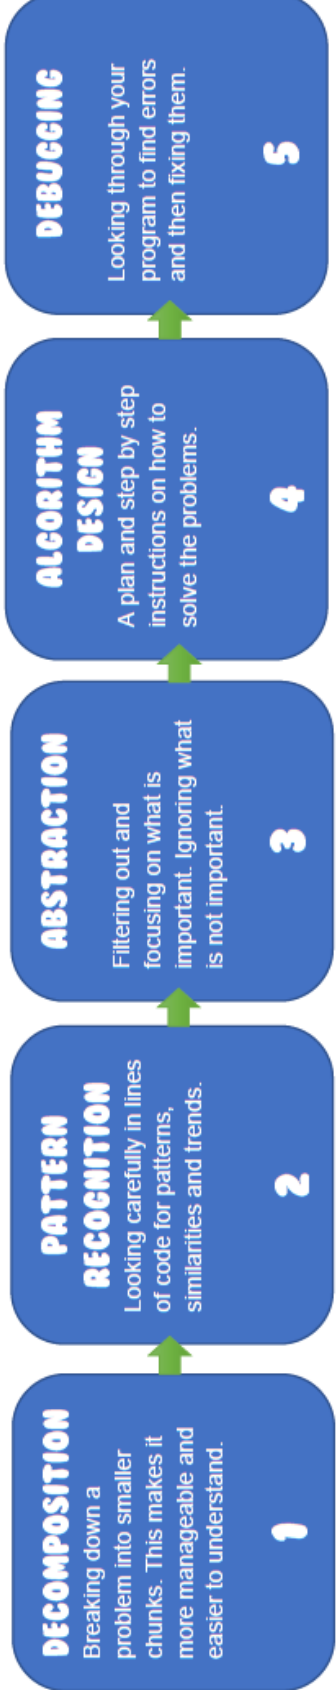 DECOMPOSITION
Breaking down a
problem into smaller
chunks. This makes it
more manageable and
easier to understand.
1
PATTERN
RECOGNITION
Looking carefully in lines
of code for patterns,
similarities and trends.
2
ABSTRACTION
Filtering out and
focusing on what is
important. Ignoring what
is not important.
3
ALGORITHM
DESIGN
A plan and step by step
instructions on how to
solve the problems.
4
DEBUGGING
Looking through your
program to find errors
and then fixing them.
5